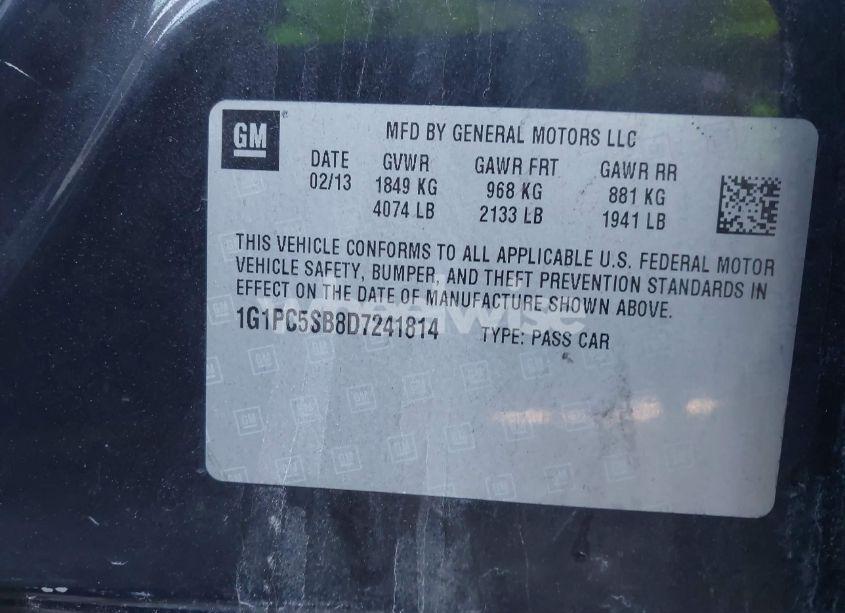 GM
MFD BY GENERAL MOTORS LLC
DATE GVWR GAWR FRT GAWR RR
02/13 1849 KG 968 KG 881 KG
4074 LB 2133 LB 1941 LB
THIS VEHICLE CONFORMS TO ALL APPLICABLE U.S. FEDERAL MOTOR
VEHICLE SAFETY, BUMPER, AND THEFT PREVENTION STANDARDS IN
EFFECT ON THE DATE OF MANUFACTURE SHOWN ABOVE.
1G1PC5SB8D7241814 TYPE: PASS CAR
wheelwise